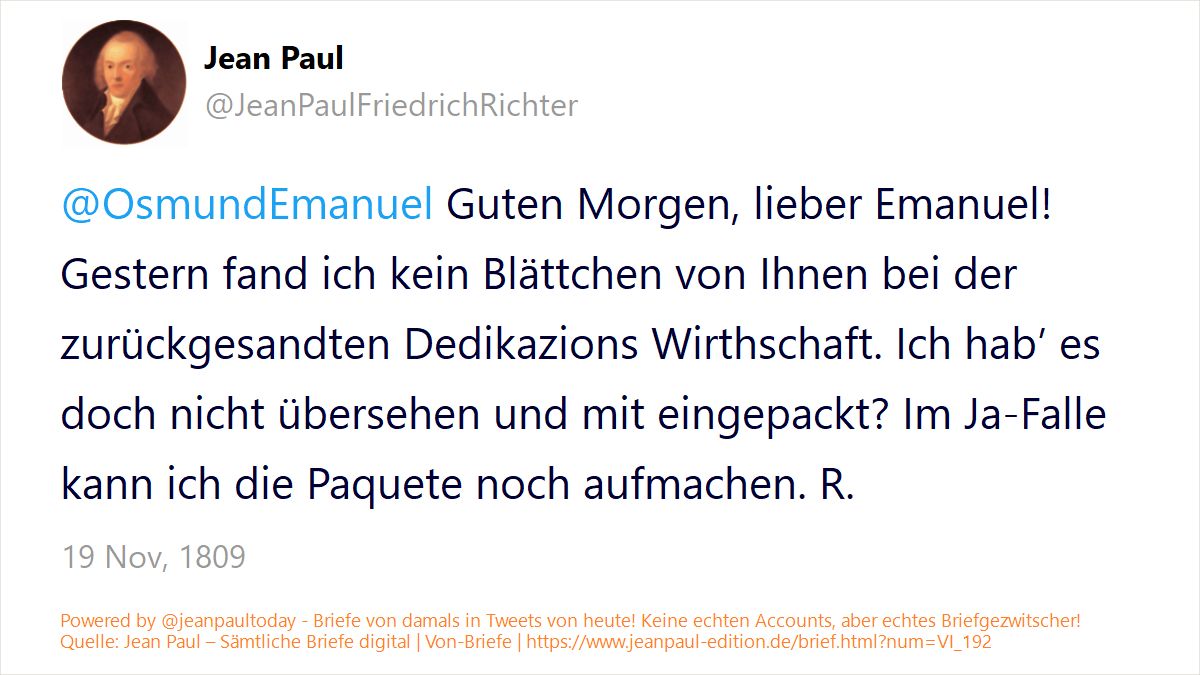 Jean Paul
@JeanPaulFriedrichRichter
@OsmundEmanuel Guten Morgen, lieber Emanuel!
Gestern fand ich kein Blättchen von Ihnen bei der
zurückgesandten Dedikazions Wirthschaft. Ich hab’ es
doch nicht übersehen und mit eingepackt? Im Ja-Falle
kann ich die Paquete noch aufmachen. R.
19 Nov, 1809
Powered by @jeanpaultoday - Briefe von damals in Tweets von heute! Keine echten Accounts, aber echtes Briefgezwitscher!
Quelle: Jean Paul – Sämtliche Briefe digital | Von-Briefe | https://www.jeanpaul-edition.de/brief.html?num=VI_192